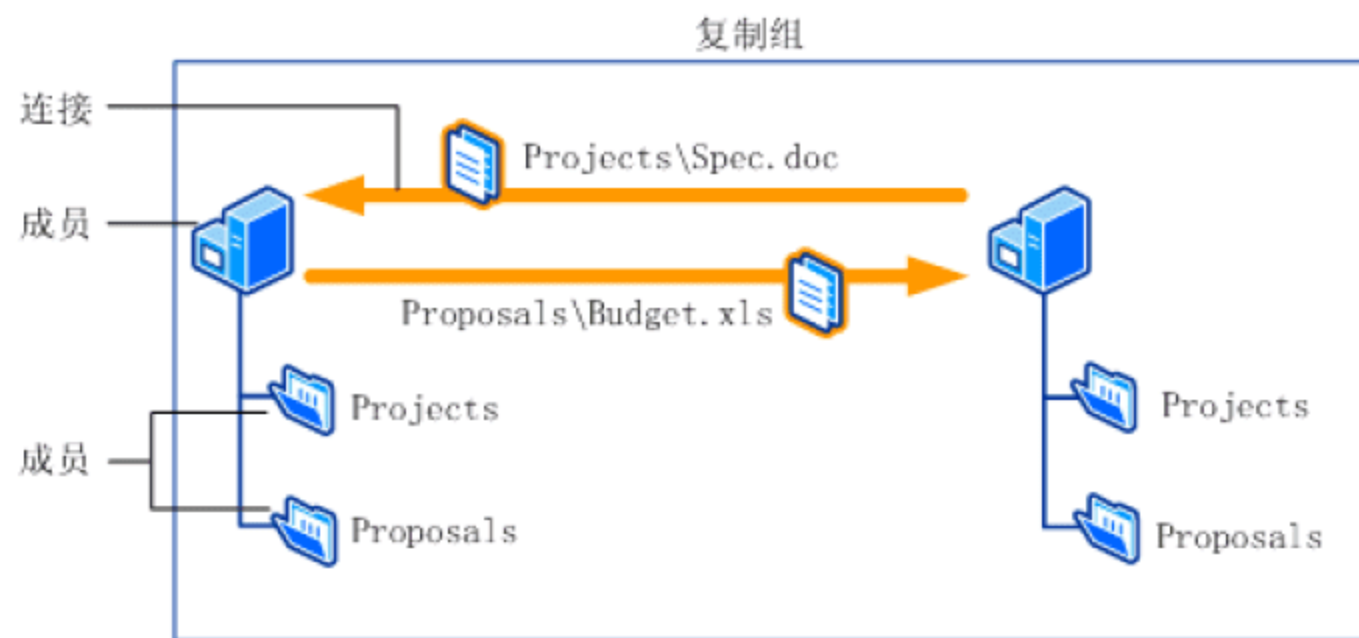 复制组
连接
Projects\Spec.doc
成员
Proposals\Budget.xls
Projects
Projects
成员
Proposals
Proposals